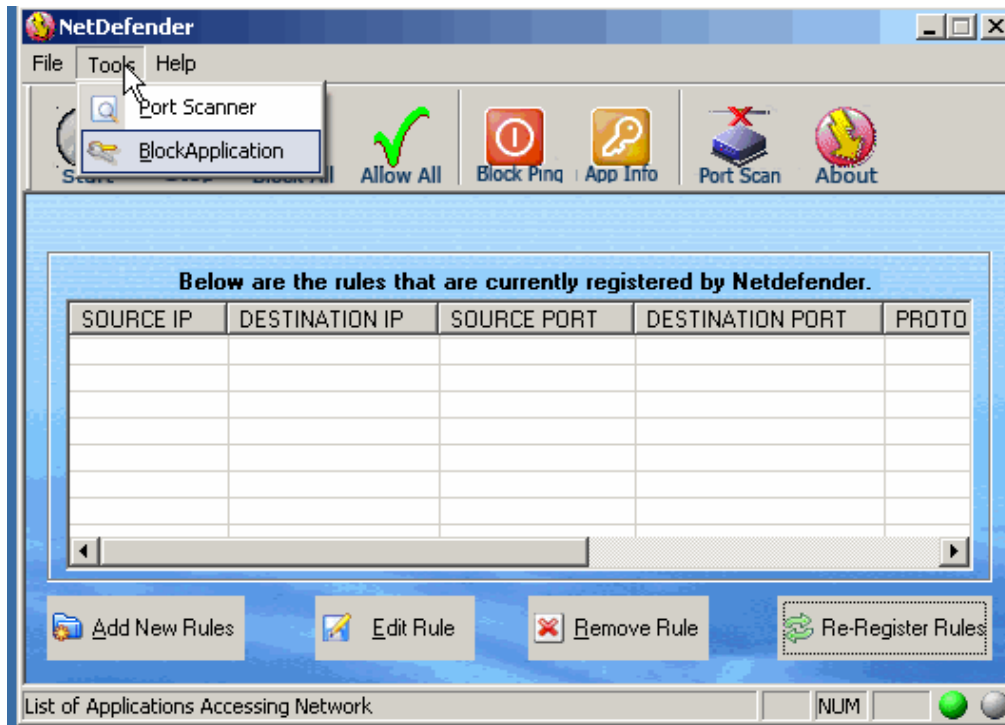 NetDefender
File Tools Help
Port Scanner
BlockApplication
Allow All Block Ping App Info Port Scan About
Below are the rules that are currently registered by Netdefender.
SOURCE IP DESTINATION IP SOURCE PORT DESTINATION PORT PROTO
Add New Rules Edit Rule Remove Rule Re-Register Rules
List of Applications Accessing Network NUM